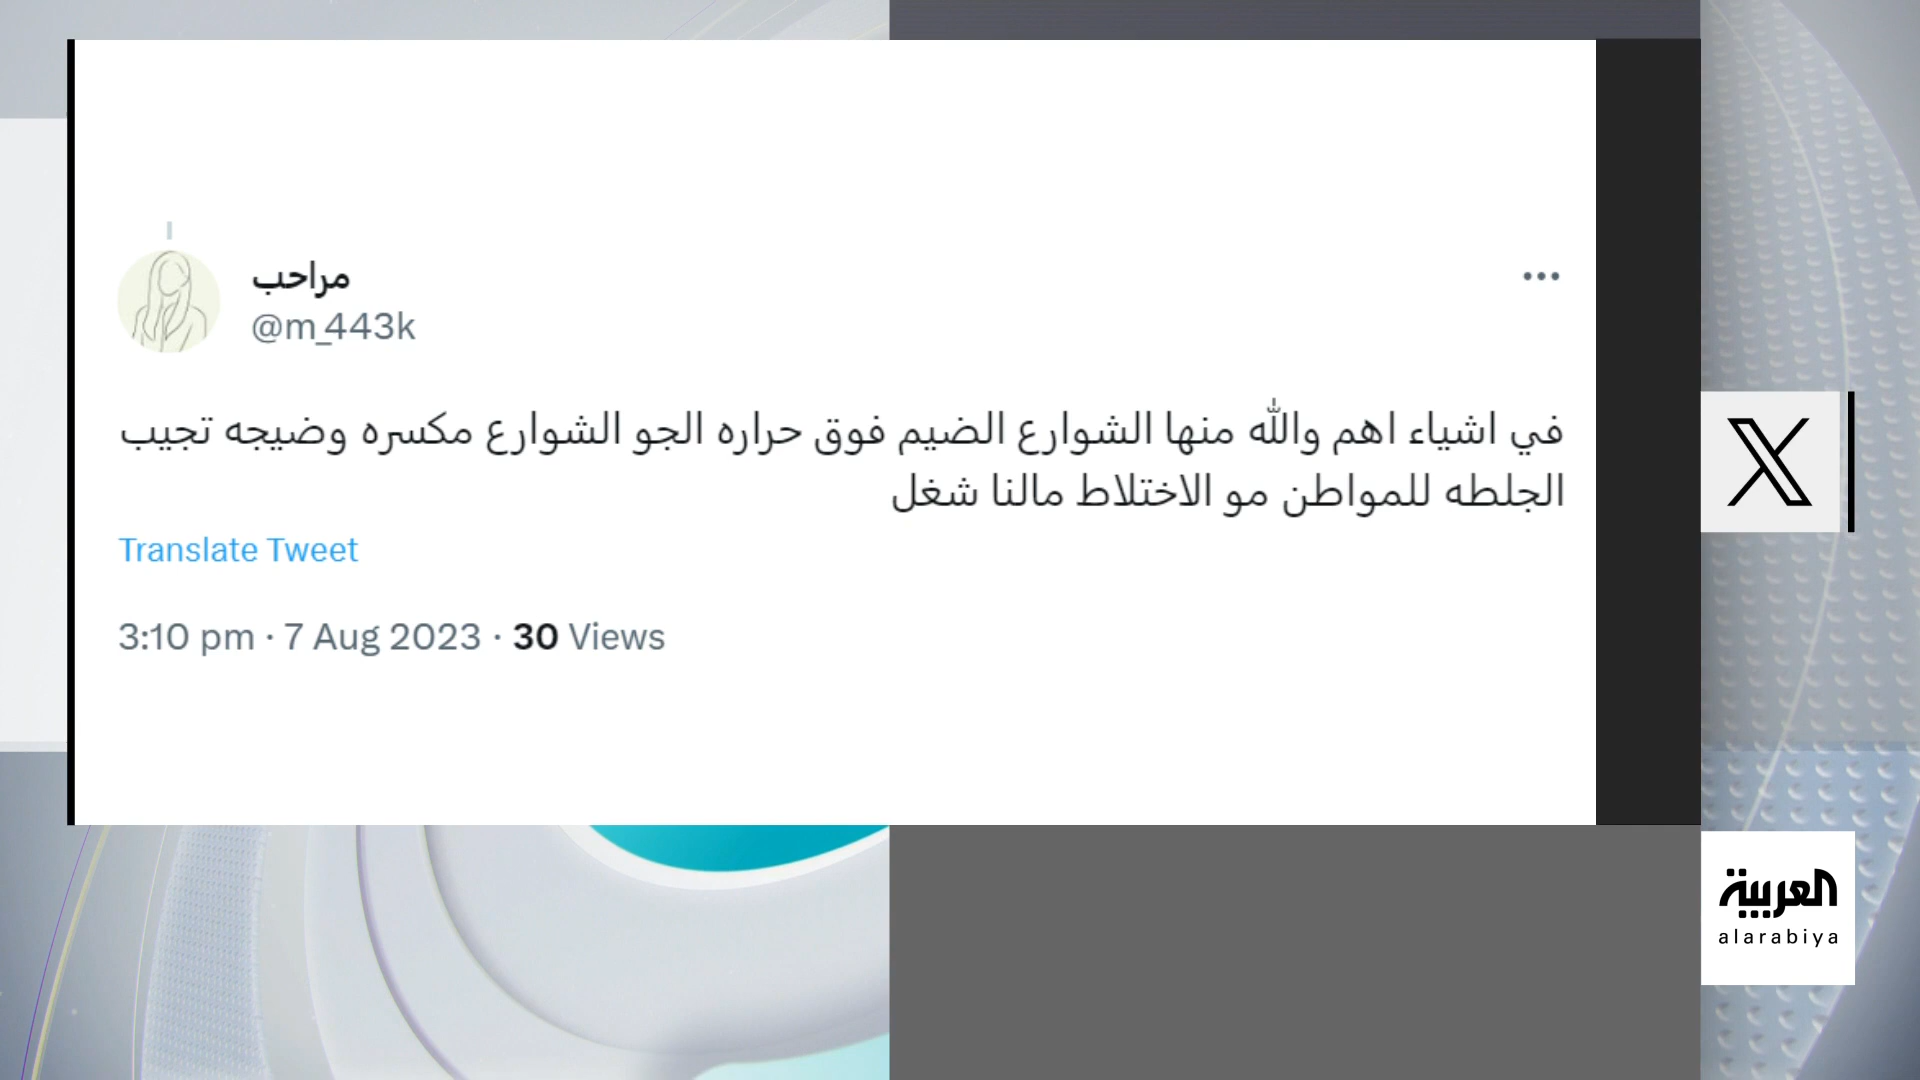 مراحب
@m_443k
في اشياء اهم والله منها الشوارع الضيم فوق حراره الجو الشوارع مكسره وضيجه تجيب
الجلطه للمواطن مو الاختلاط مالنا شغل
Translate Tweet
3:10 pm · 7 Aug 2023 · 30 Views
X
العربية
alarabiya